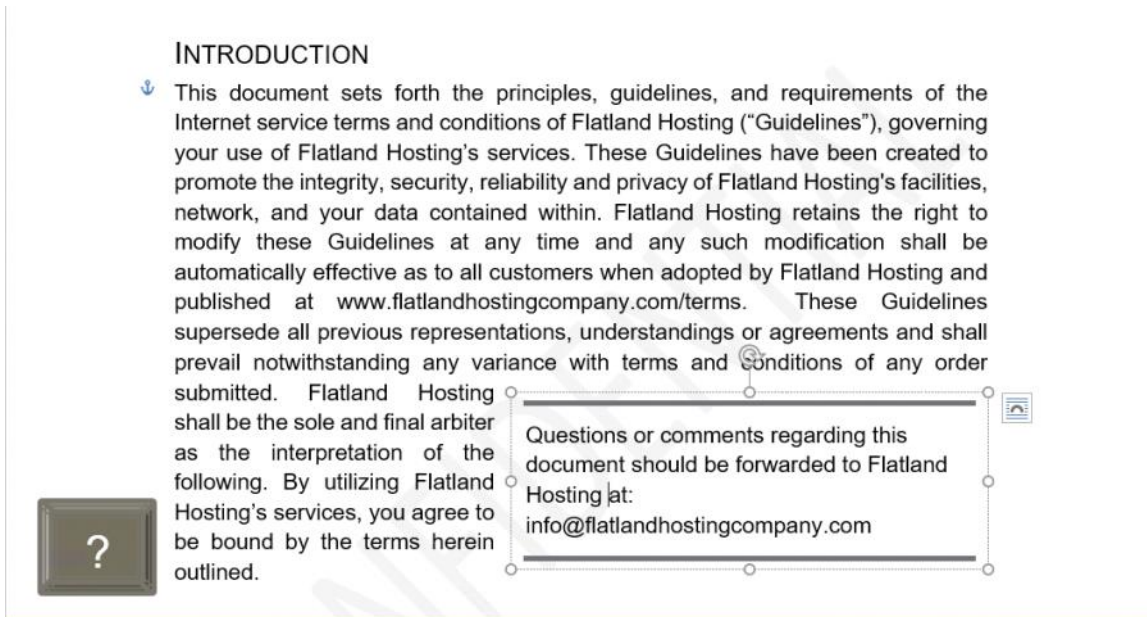 INTRODUCTION
This document sets forth the principles, guidelines, and requirements of the
Internet service terms and conditions of Flatland Hosting (“Guidelines”), governing
your use of Flatland Hosting’s services. These Guidelines have been created to
promote the integrity, security, reliability and privacy of Flatland Hosting's facilities,
network, and your data contained within. Flatland Hosting retains the right to
modify these Guidelines at any time and any such modification shall be
automatically effective as to all customers when adopted by Flatland Hosting and
published at www.flatlandhostingcompany.com/terms. These Guidelines
supersede all previous representations, understandings or agreements and shall
prevail notwithstanding any variance with terms and conditions of any order
submitted. Flatland Hosting
shall be the sole and final arbiter
as the interpretation of the
following. By utilizing Flatland
Hosting’s services, you agree to
be bound by the terms herein
outlined.
Questions or comments regarding this
document should be forwarded to Flatland
Hosting at:
info@flatlandhostingcompany.com
?